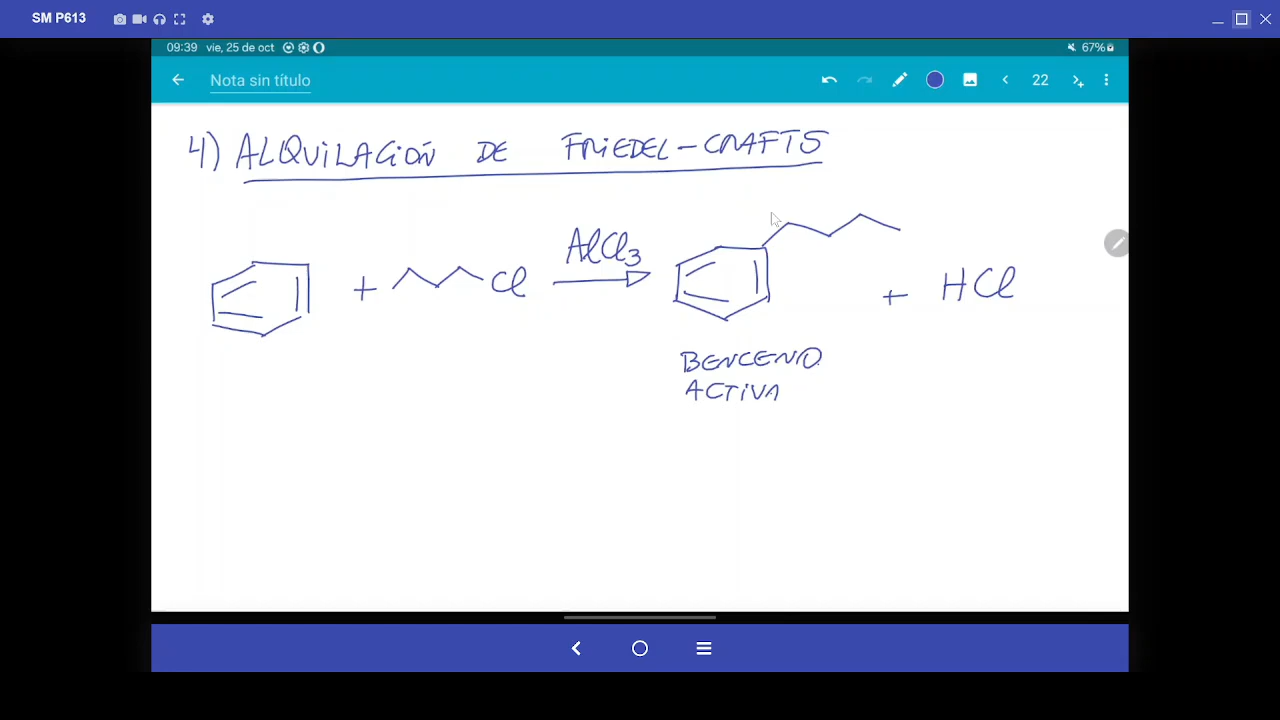 SM P613
09:39 vie, 25 de oct
67%
Nota sin título
22
4) ALQUILACIÓN DE FRIEDEL-CRAFTS
+ Cl AlCl3 + HCl
BENCENO
ACTIVA